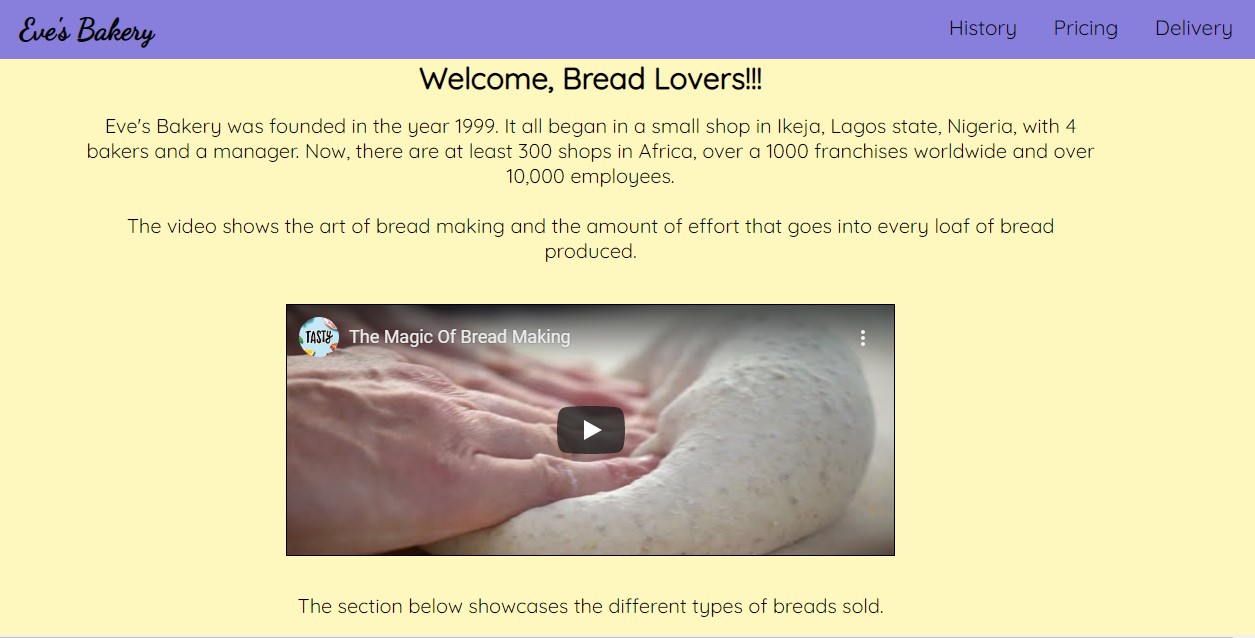 Eve's Bakery
History Pricing Delivery
Welcome, Bread Lovers!!!
Eve's Bakery was founded in the year 1999. It all began in a small shop in Ikeja, Lagos state, Nigeria, with 4
bakers and a manager. Now, there are at least 300 shops in Africa, over a 1000 franchises worldwide and over
10,000 employees.
The video shows the art of bread making and the amount of effort that goes into every loaf of bread
produced.
TASTY
The Magic Of Bread Making
The section below showcases the different types of breads sold.